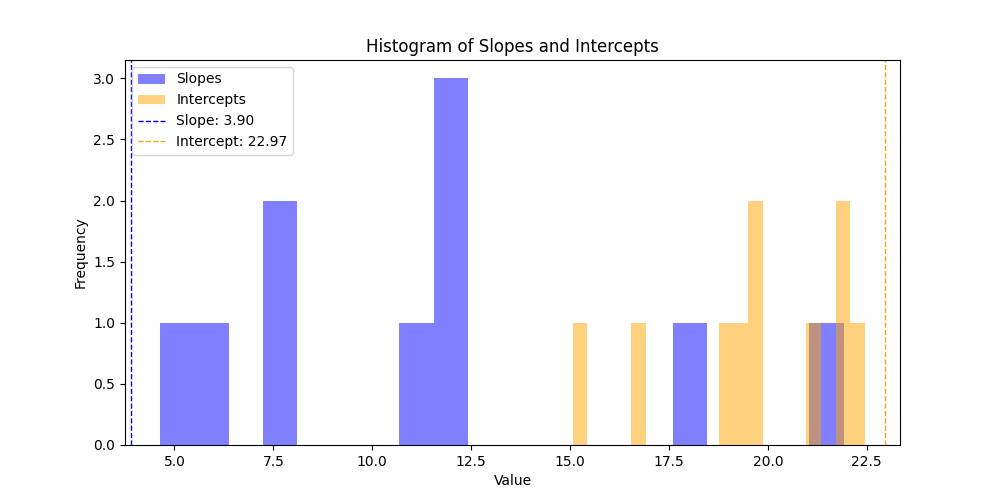 Histogram of Slopes and Intercepts
Slopes
Intercepts
Slope: 3.90
Intercept: 22.97
Frequency
3.0
2.5
2.0
1.5
1.0
0.5
0.0
5.0 7.5 10.0 12.5 15.0 17.5 20.0 22.5
Value